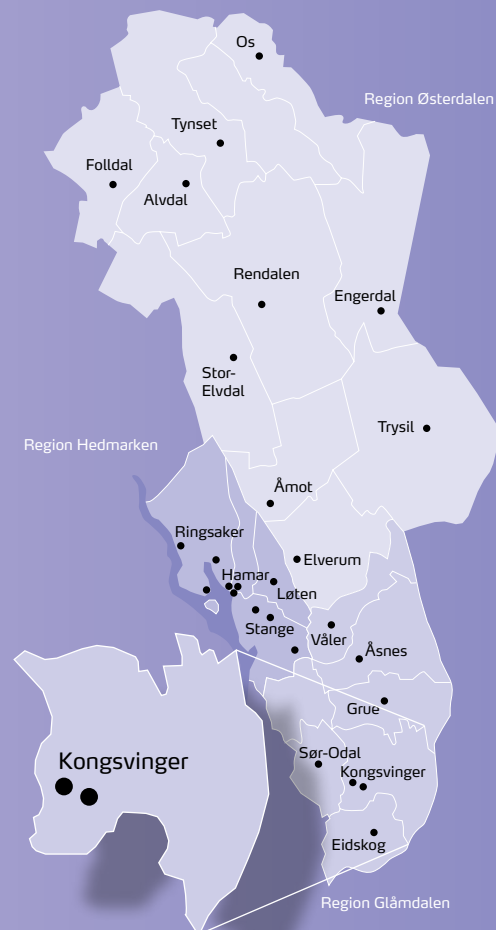 Os
Region Østerdalen
Tynset
Folldal
Alvdal
Rendalen
Engerdal
Stor-
Elvdal
Trysil
Region Hedmarken
Åmot
Ringsaker
Elverum
Hamar
Løten
Stange
Våler
Åsnes
Grue
Sør-Odal
Kongsvinger
Kongsvinger
Eidskog
Region Glåmdalen